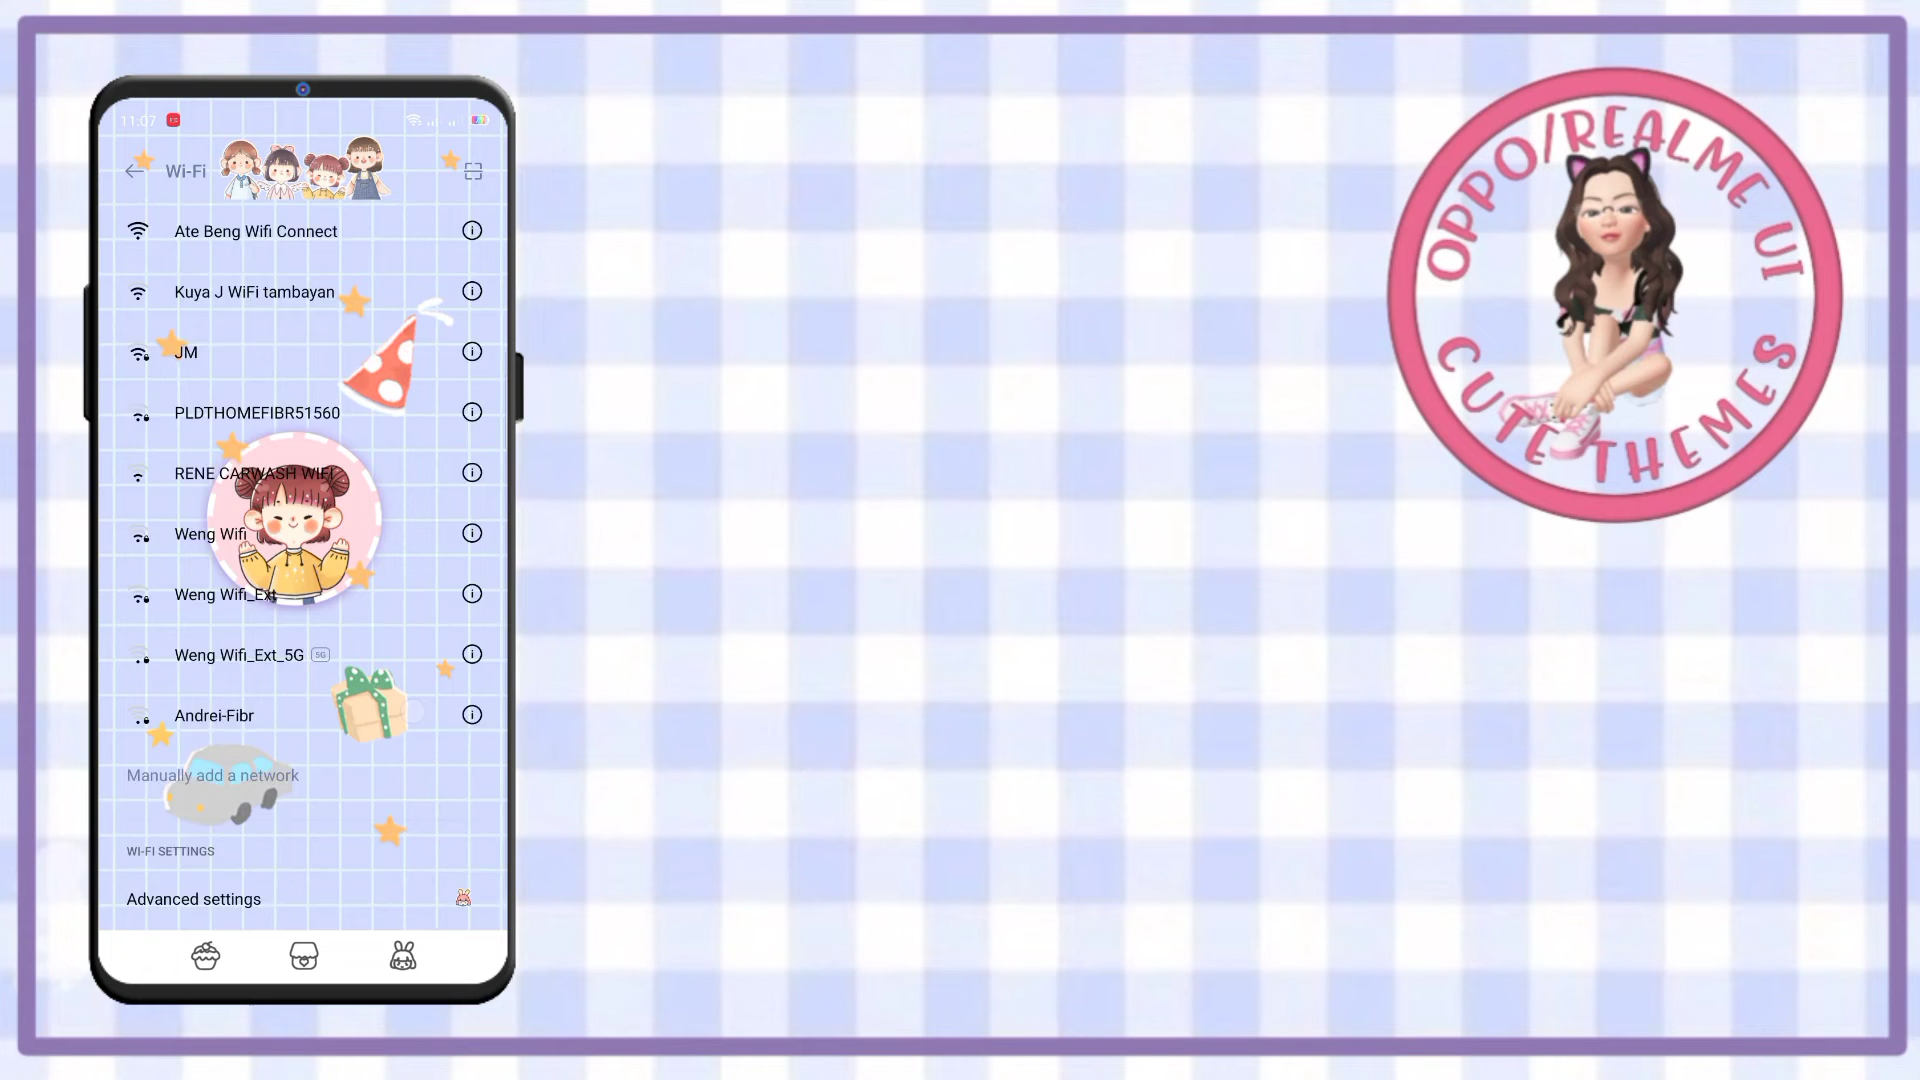 11:07
Wi-Fi
Ate Beng Wifi Connect
Kuya J WiFi tambayan
JM
PLDTHOMEFIBR51560
RENE CARWASH WIFI
Weng Wifi
Weng Wifi_Ext
Weng Wifi_Ext_5G 5G
Andrei-Fibr
Manually add a network
WI-FI SETTINGS
Advanced settings
OPPO/REALME UI
CUTE THEMES